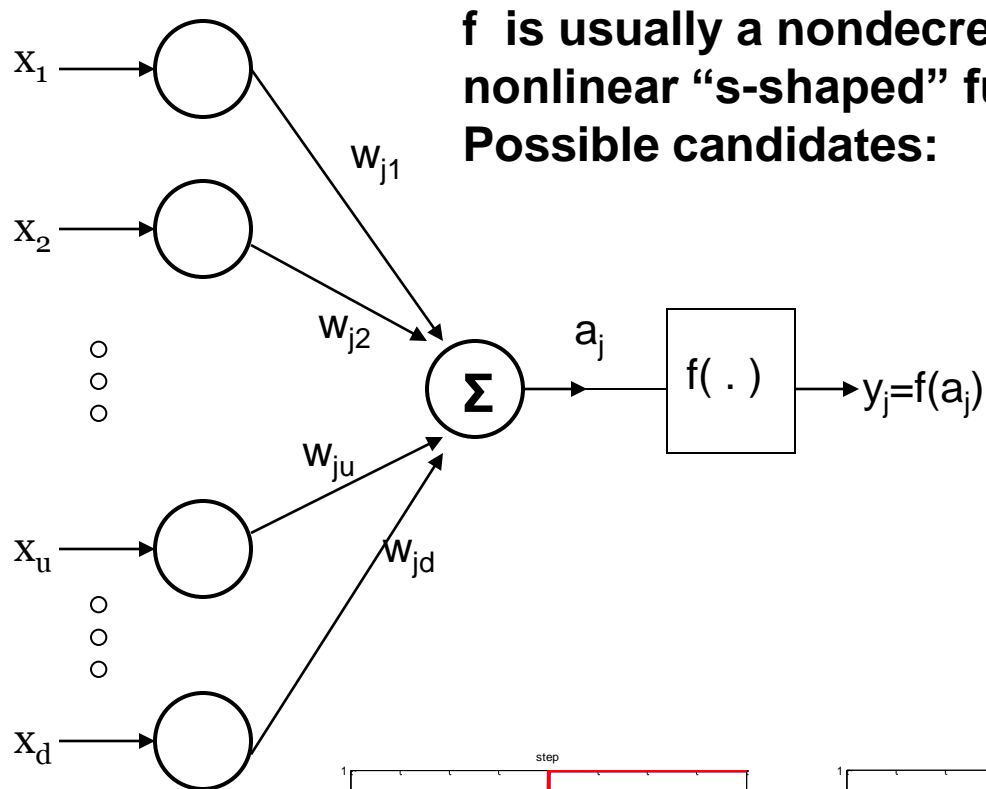 f is usually a nondecre
nonlinear “s-shaped” fu
Possible candidates:
x1
wj1
x2
wj2
aj
Σ
f( . )
yj=f(aj)
wju
xu
wjd
xd
step
1
1